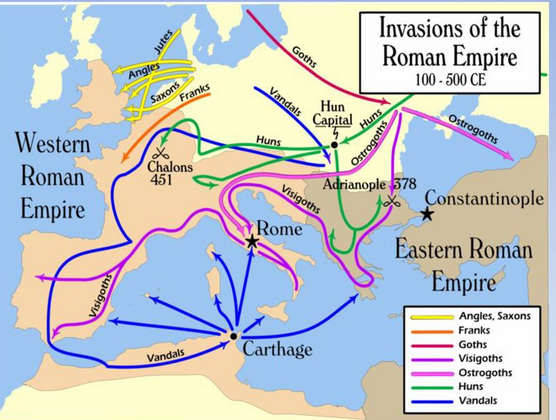 Invasions of the
Roman Empire
100 - 500 CE
Jutes
Angles
Saxons
Franks
Goths
Vandals
Hun
Capital
Huns
Huns
Ostrogoths
Ostrogoths
Western
Roman
Empire
Chalons
451
Adrianople 378
Visigoths
Constantinople
Rome
Eastern Roman
Empire
Visigoths
Carthage
Vandals
Angles, Saxons
Franks
Goths
Visigoths
Ostrogoths
Huns
Vandals